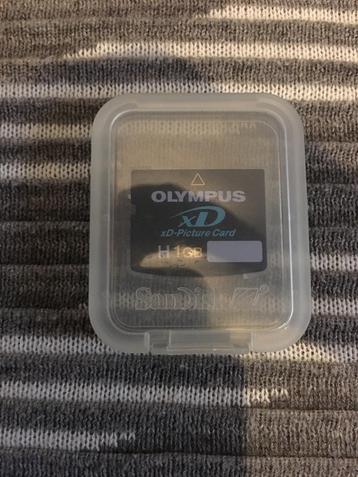 OLYMPUS
xD
xD-Picture Card
H 1GB
SanDisk